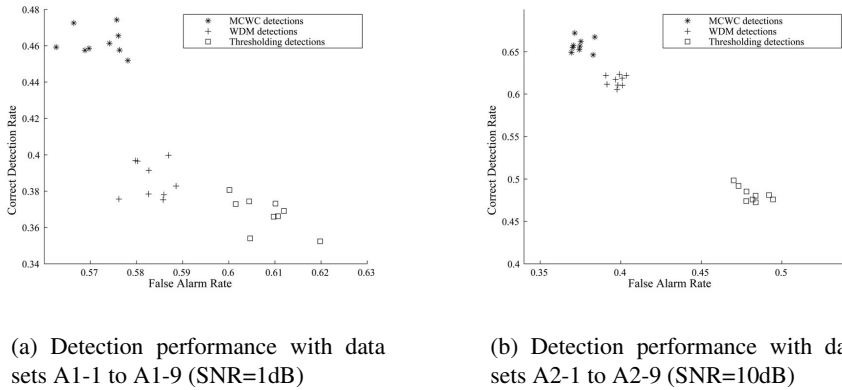 MCWC detections
WDM detections
Thresholding detections
0.48
0.46
0.44
0.42
0.4
0.38
0.36
0.34
Correct Detection Rate
0.57
0.58
0.59
0.6
0.61
0.62
0.63
False Alarm Rate
(a) Detection performance with data
sets A1-1 to A1-9 (SNR=1dB)
MCWC detections
WDM detections
Thresholding detections
0.65
0.6
0.55
0.5
0.45
0.4
Correct Detection Rate
0.35
0.4
0.45
0.5
False Alarm Rate
(b) Detection performance with da
sets A2-1 to A2-9 (SNR=10dB)